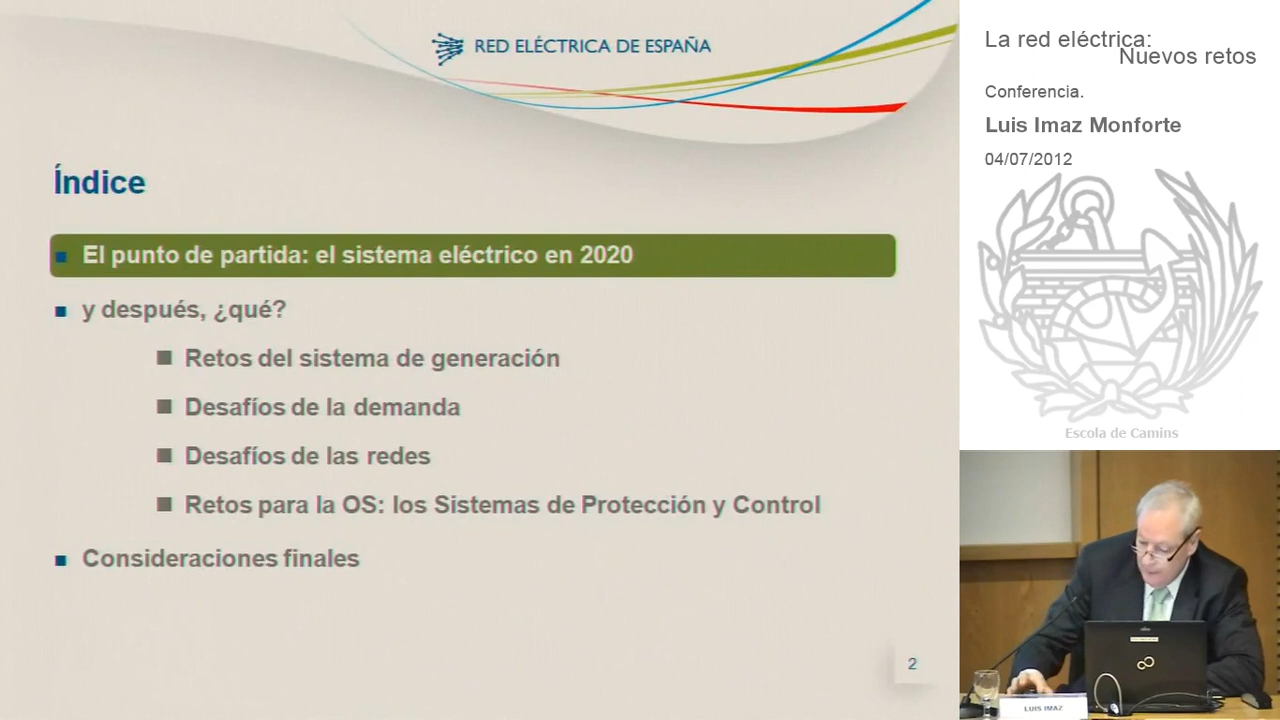 RED ELÉCTRICA DE ESPAÑA
Índice
El punto de partida: el sistema eléctrico en 2020
y después, ¿qué?
Retos del sistema de generación
Desafíos de la demanda
Desafíos de las redes
Retos para la OS: los Sistemas de Protección y Control
Consideraciones finales
2
La red eléctrica:
Nuevos retos
Conferencia.
Luis Imaz Monforte
04/07/2012
Escola de Camins
LUIS IMAZ